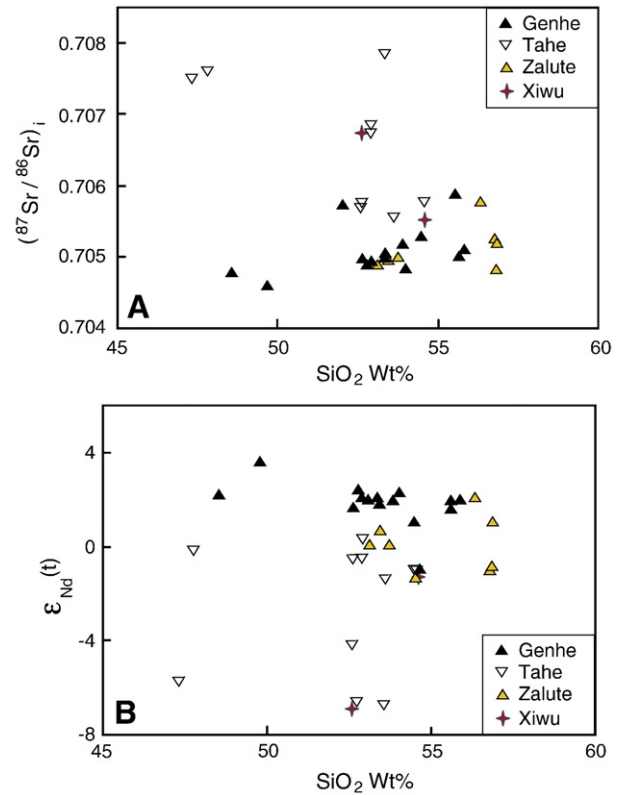 0.708
0.707
0.706
0.705
0.704
(⁸⁷Sr / ⁸⁶Sr)ᵢ
Genhe
Tahe
Zalute
Xiwu
A
45 50 55 60
SiO₂ Wt%
4
0
-4
-8
ε Nd (t)
Genhe
Tahe
Zalute
Xiwu
B
45 50 55 60
SiO₂ Wt%